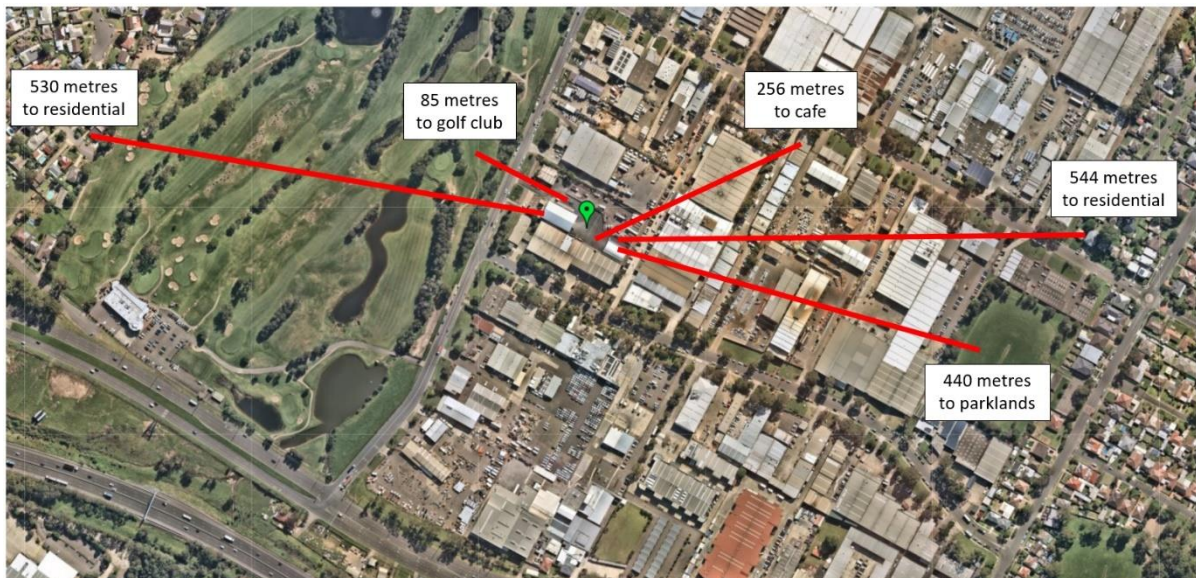 530 metres
to residential
85 metres
to golf club
256 metres
to cafe
544 metres
to residential
440 metres
to parklands